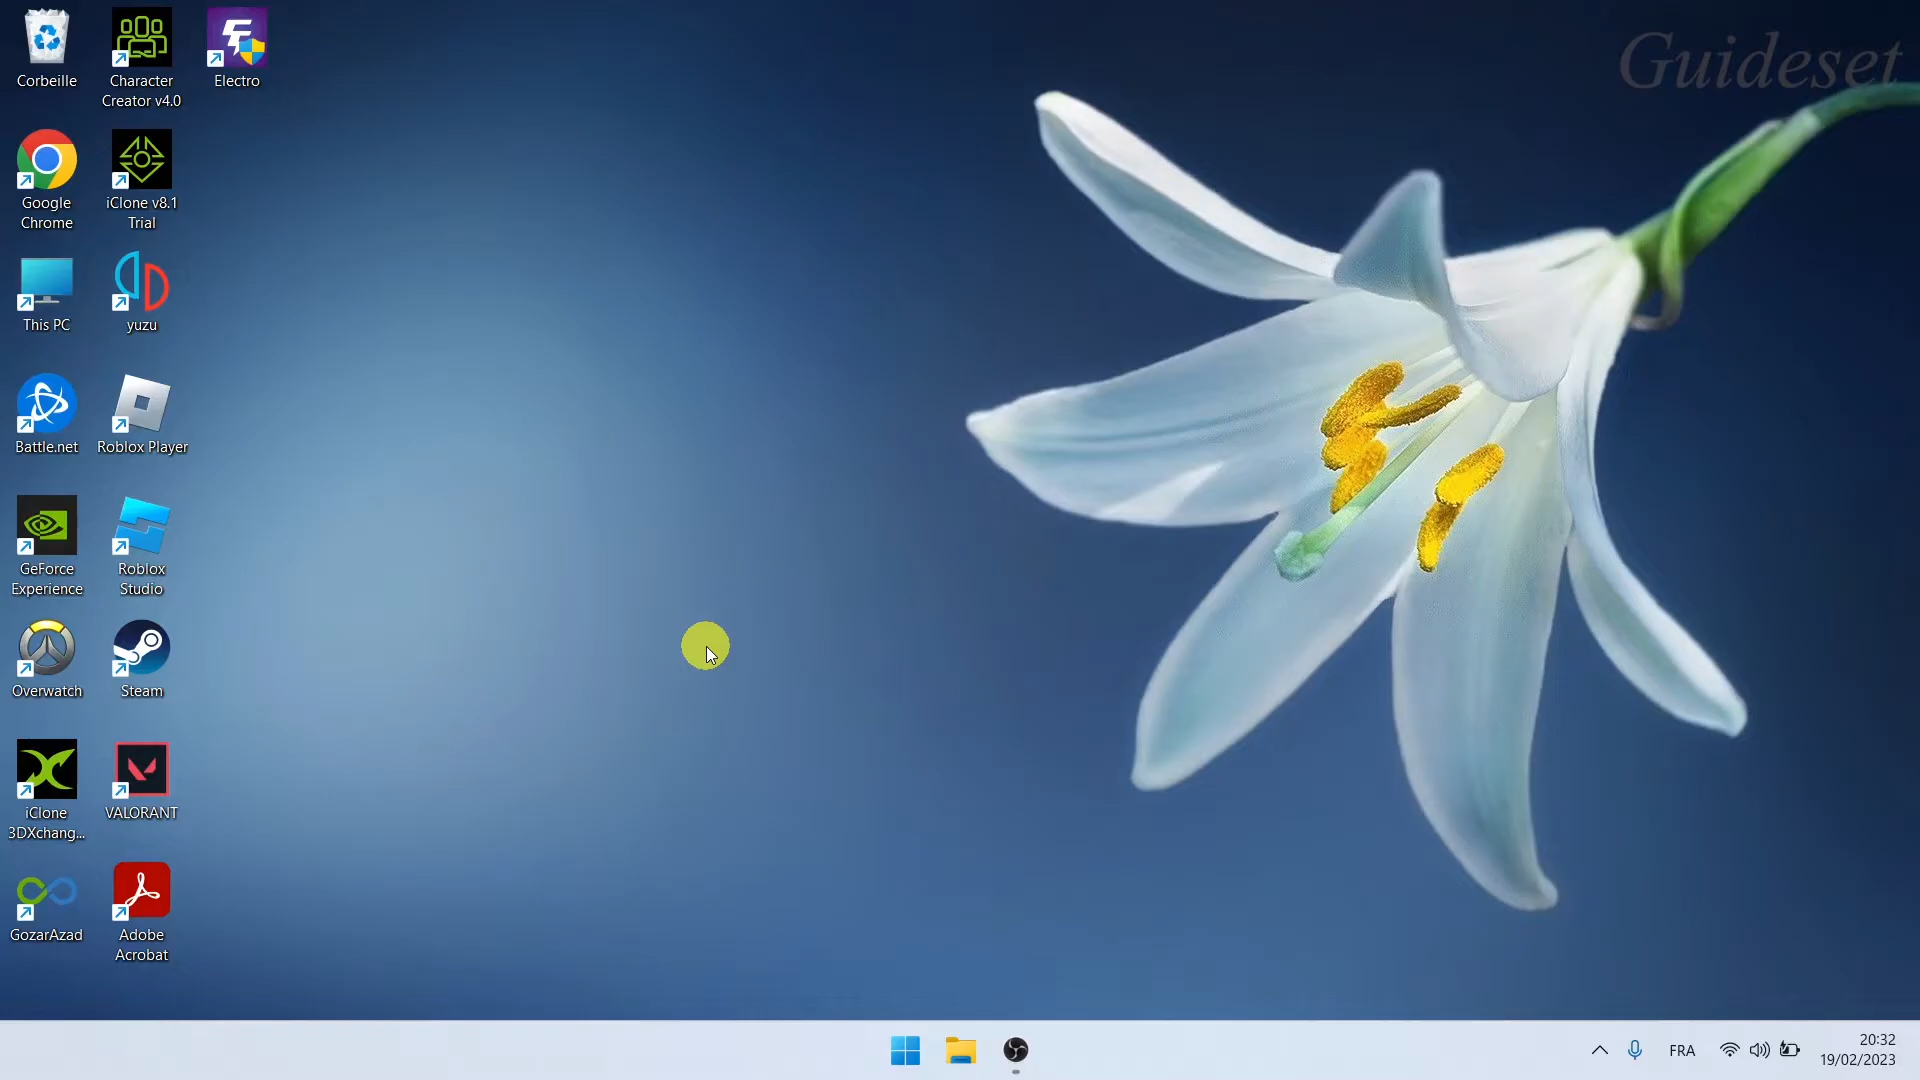 Guideset
Corbeille
Character
Creator v4.0
Electro
Google
Chrome
iClone v8.1
Trial
This PC
yuzu
Battle.net
Roblox Player
GeForce
Experience
Roblox
Studio
Overwatch
Steam
iClone
3DXchang...
VALORANT
GozarAzad
Adobe
Acrobat
FRA
20:32
19/02/2023